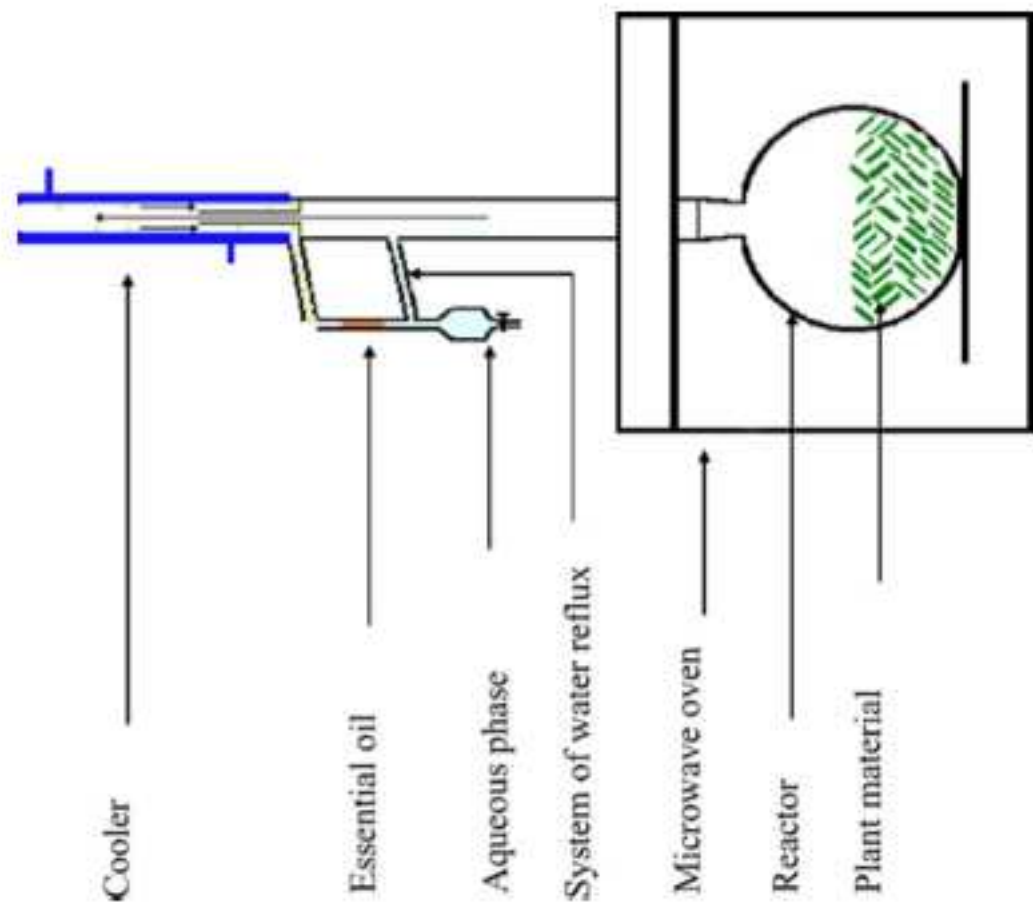 Cooler
Essential oil
Aqueous phase
System of water reflux
Microwave oven
Reactor
Plant material